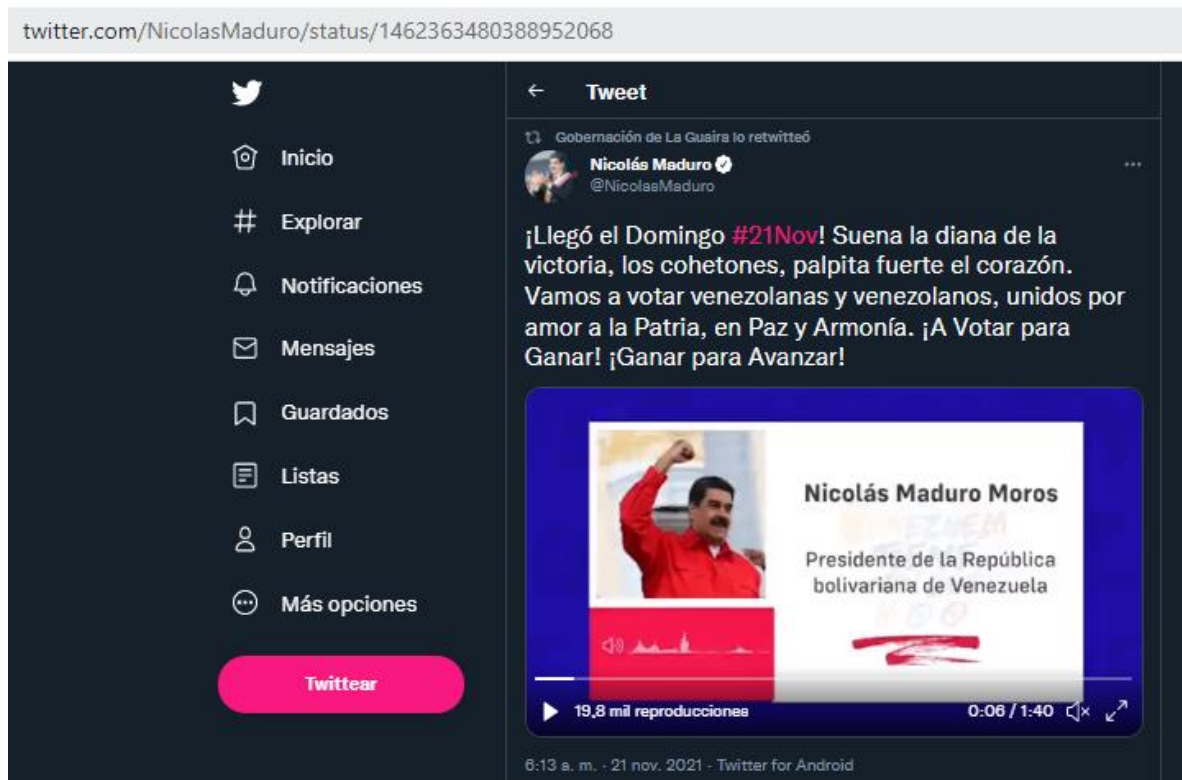 twitter.com/NicolasMaduro/status/1462363480388952068
Inicio
Explorar
Notificaciones
Mensajes
Guardados
Listas
Perfil
Más opciones
Twittear
Tweet
Gobernación de La Guaira lo retwitteó
Nicolás Maduro
@NicolasMaduro
¡Llegó el Domingo #21Nov! Suena la diana de la
victoria, los cohetones, palpita fuerte el corazón.
Vamos a votar venezolanas y venezolanos, unidos por
amor a la Patria, en Paz y Armonía. ¡A Votar para
Ganar! ¡Ganar para Avanzar!
Nicolás Maduro Moros
Presidente de la República
bolivariana de Venezuela
19,8 mil reproducciones
0:06 / 1:40
6:13 a. m. · 21 nov. 2021 · Twitter for Android